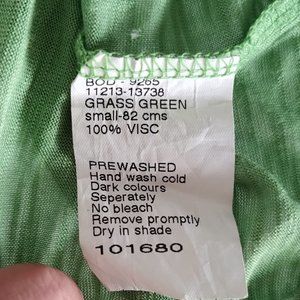 BOD - 9265
11213-13738
GRASS GREEN
small-82 cms
100% VISC
PREWASHED
Hand wash cold
Dark colours
Seperately
No bleach
Remove promptly
Dry in shade
101680